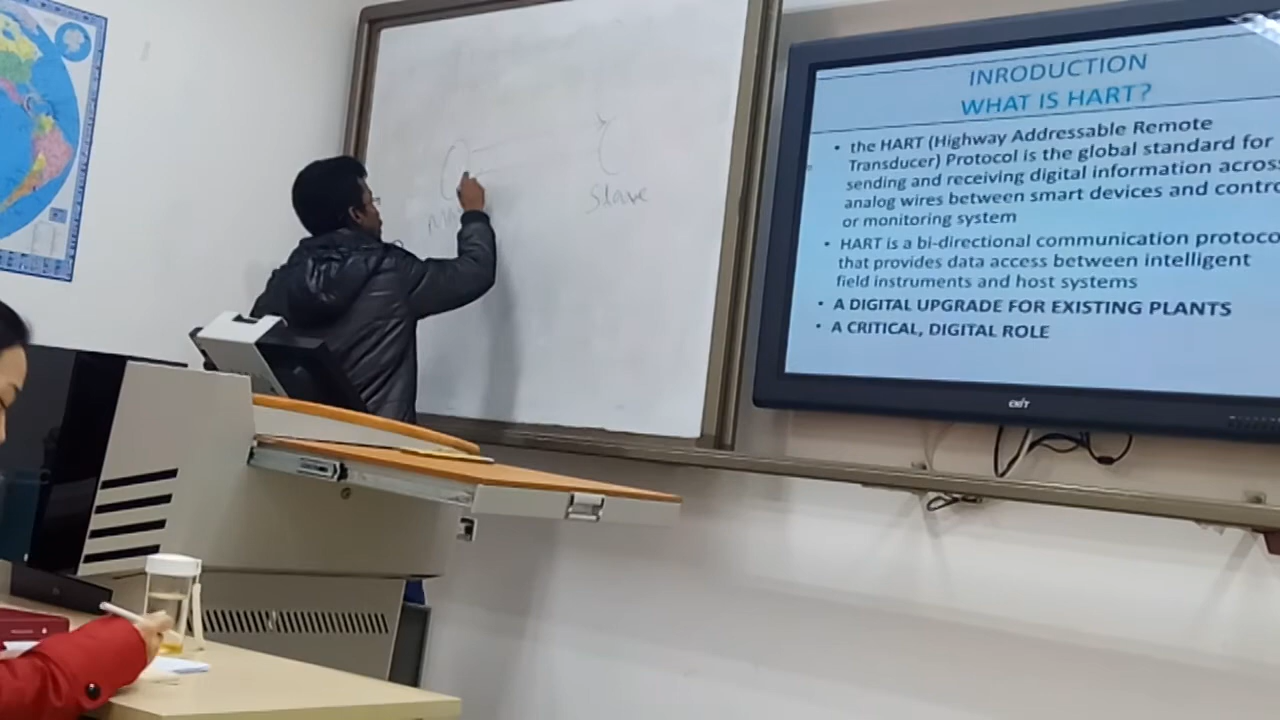 Slave
INRODUCTION
WHAT IS HART?
• the HART (Highway Addressable Remote
Transducer) Protocol is the global standard for
sending and receiving digital information across
analog wires between smart devices and contro
or monitoring system
• HART is a bi-directional communication protoco
that provides data access between intelligent
field instruments and host systems
• A DIGITAL UPGRADE FOR EXISTING PLANTS
• A CRITICAL, DIGITAL ROLE